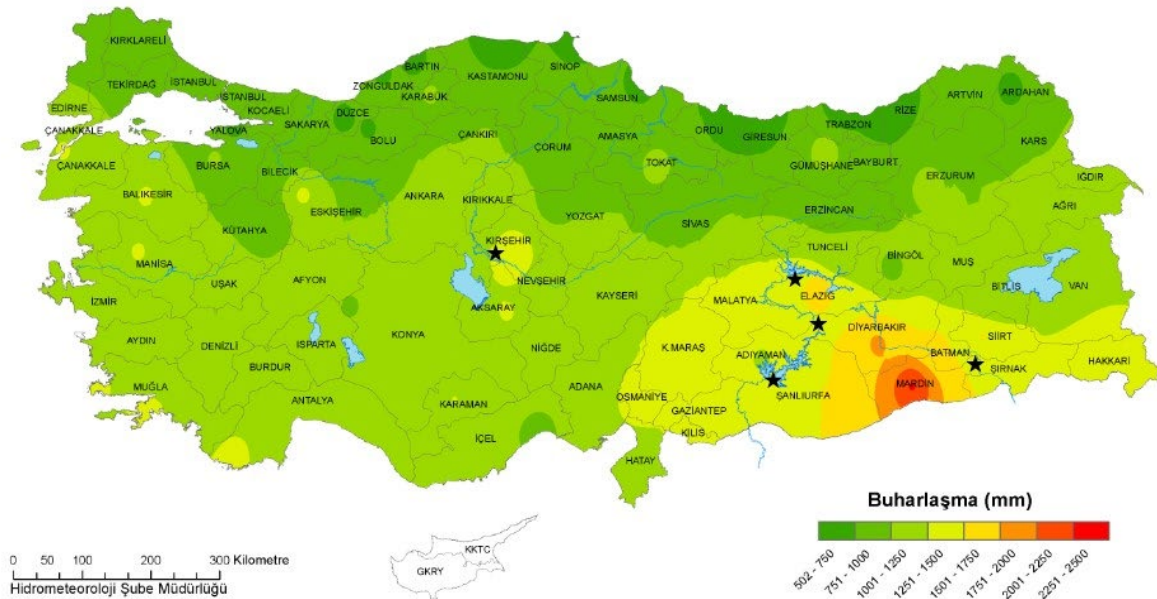 KIRKLARELİ
TEKİRDAĞ
İSTANBUL
İSTANBUL
EDİRNE
KOCAELİ
YALOVA
SAKARYA
DÜZCE
BOLU
ZONGULDAK
BARTIN
KARABÜK
KASTAMONU
SİNOP
SAMSUN
ÇANKIRI
ÇORUM
AMASYA
TOKAT
ORDU
GİRESUN
TRABZON
RİZE
ARTVİN
ARDAHAN
KARS
GÜMÜŞHANE
BAYBURT
ERZURUM
ERZİNCAN
IĞDIR
AĞRI
ÇANAKKALE
ÇANAKKALE
BURSA
BİLECİK
BALIKESİR
ESKİŞEHİR
ANKARA
KIRIKKALE
KÜTAHYA
YOZGAT
SİVAS
KIRŞEHİR
TUNCELİ
BİNGÖL
MUŞ
BİTLİS
VAN
MANİSA
UŞAK
AFYON
NEVŞEHİR
KAYSERİ
AKSARAY
MALATYA
ELAZIĞ
İZMİR
AYDIN
DENİZLİ
ISPARTA
KONYA
NİĞDE
K.MARAŞ
ADIYAMAN
DİYARBAKIR
BATMAN
SİİRT
ŞIRNAK
HAKKARİ
MARDİN
BURDUR
MUĞLA
ANTALYA
KARAMAN
ADANA
OSMANİYE
GAZİANTEP
ŞANLIURFA
KİLİS
İÇEL
HATAY
KKTC
GKRY
Buharlaşma (mm)
502 - 750
751 - 1000
1001 - 1250
1251 - 1500
1501 - 1750
1751 - 2000
2001 - 2250
2251 - 2500
0 50 100 200 300 Kilometre
Hidrometeoroloji Şube Müdürlüğü